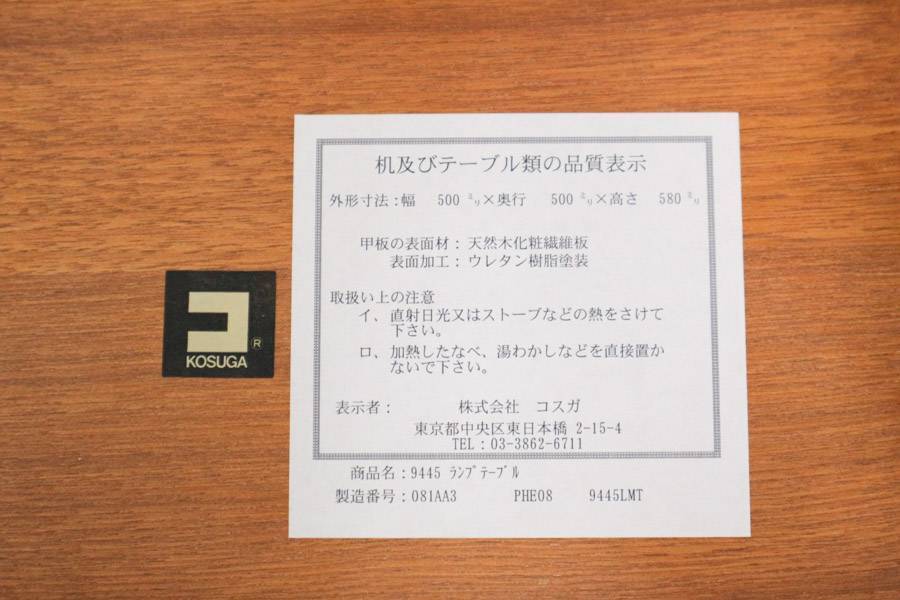 机及びテーブル類の品質表示
外形寸法：幅 500 ㍉×奥行 500 ㍉×高さ 580 ㍉
甲板の表面材：天然木化粧繊維板
表面加工：ウレタン樹脂塗装
取扱い上の注意
イ、直射日光又はストーブなどの熱をさけて
下さい。
ロ、加熱したなべ、湯わかしなどを直接置か
ないで下さい。
コ
®
KOSUGA
表示者： 株式会社 コスガ
東京都中央区東日本橋 2-15-4
TEL：03-3862-6711
商品名：9445 ﾗﾝﾌﾟﾃｰﾌﾞﾙ
製造番号：081AA3 PHE08 9445LMT